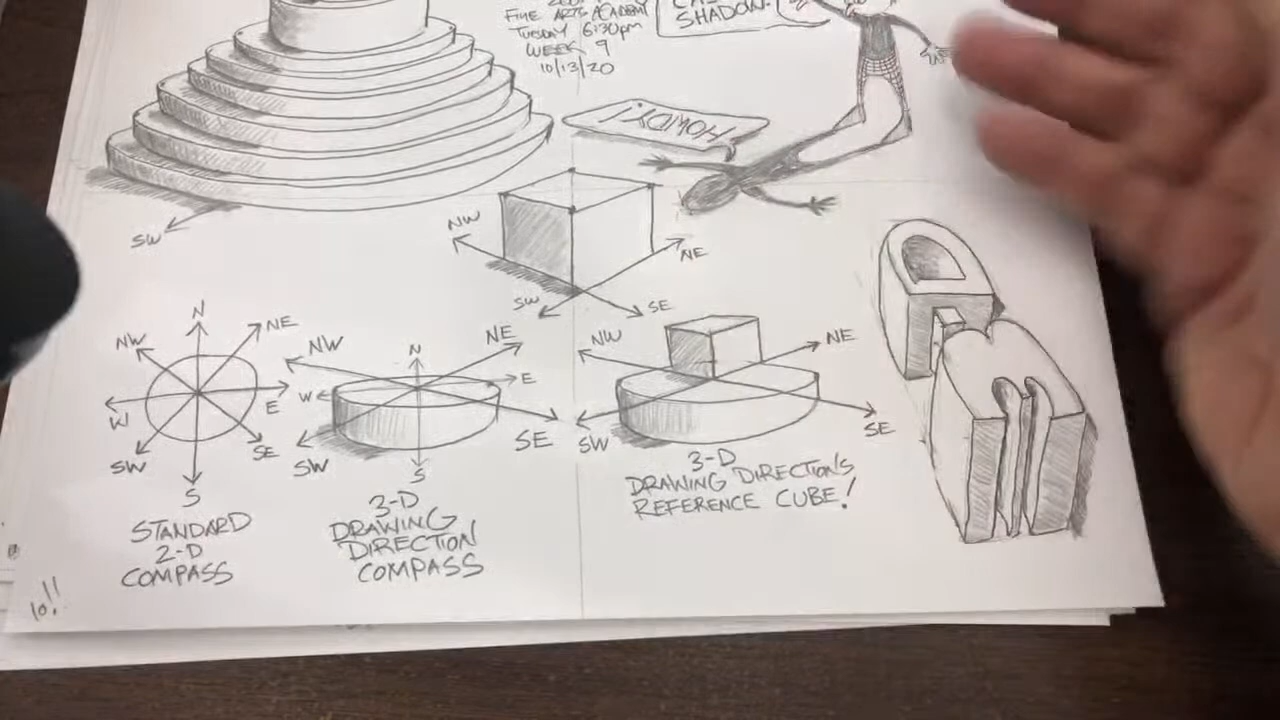 FINE ARTS ACADEMY
TUESDAY 6:30pm
WEEK 9
10/13/20
SHADOW.
HOWDY!
SW
NW
NE
SW
SE
N
NW
NE
W
E
SW
SE
S
STANDARD
2-D
COMPASS
N
NW
NE
W
E
SW
SE
S
3-D
DRAWING
DIRECTION
COMPASS
NW
NE
SW
SE
3-D
DRAWING DIRECTIONS
REFERENCE CUBE!
10!!